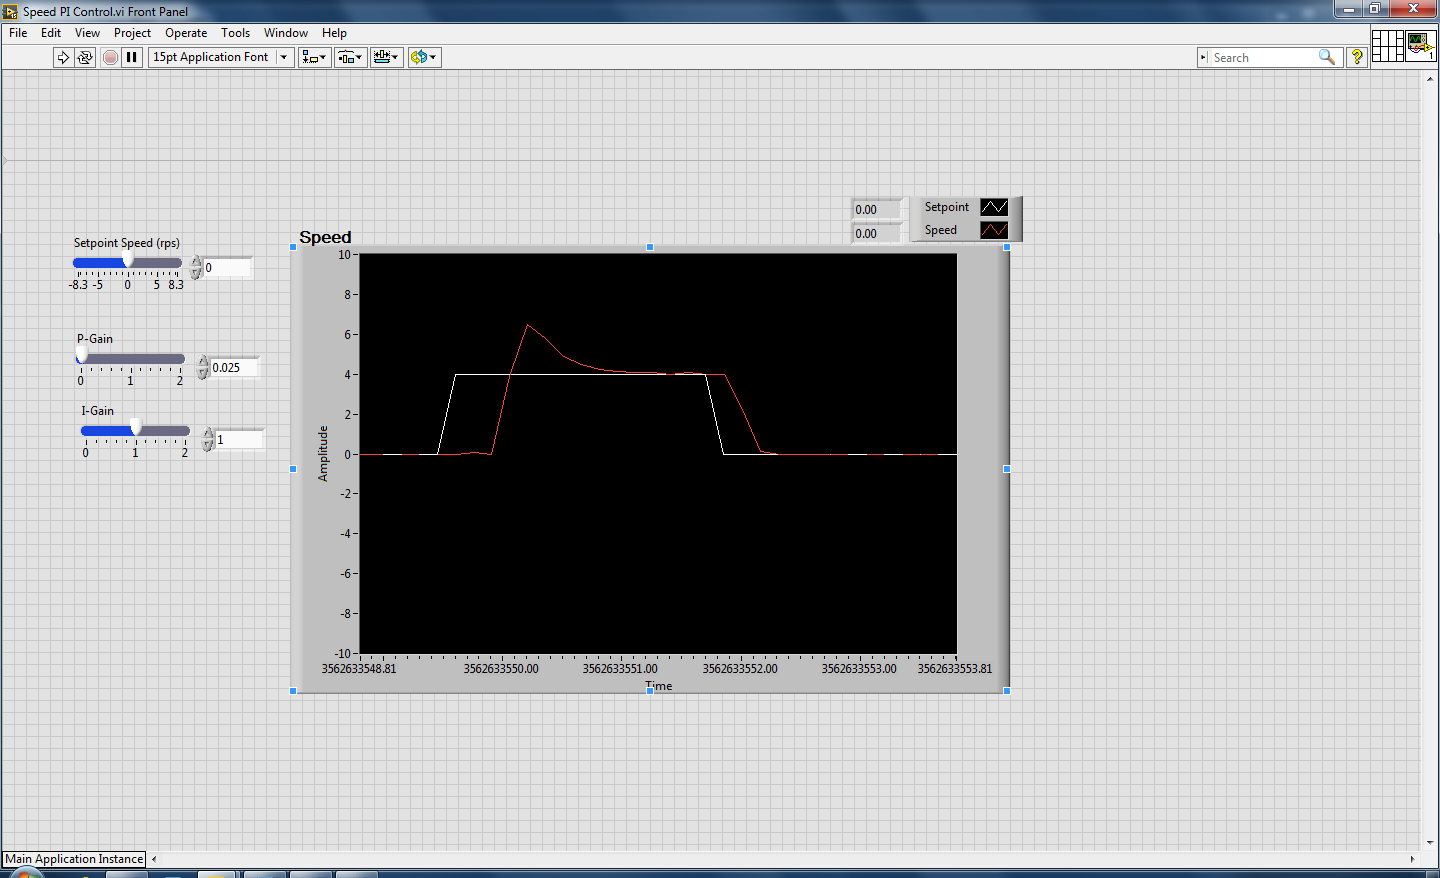 Speed PI Control.vi Front Panel
File Edit View Project Operate Tools Window Help
15pt Application Font
Search
?
1
0.00
Setpoint
0.00
Speed
Setpoint Speed (rps)
0
-8.3 -5 0 5 8.3
P-Gain
0.025
0 1 2
I-Gain
1
0 1 2
Speed
10
8
6
4
2
0
-2
-4
-6
-8
-10
Amplitude
3562633548.81 3562633550.00 3562633551.00 3562633552.00 3562633553.00 3562633553.81
Time
Main Application Instance